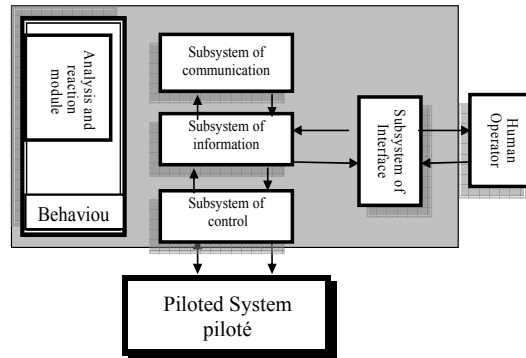 Analysis and
reaction
module
Behaviou
Subsystem of
communication
Subsystem of
information
Subsystem of
control
Subsystem of
Interface
Human
Operator
Piloted System
piloté